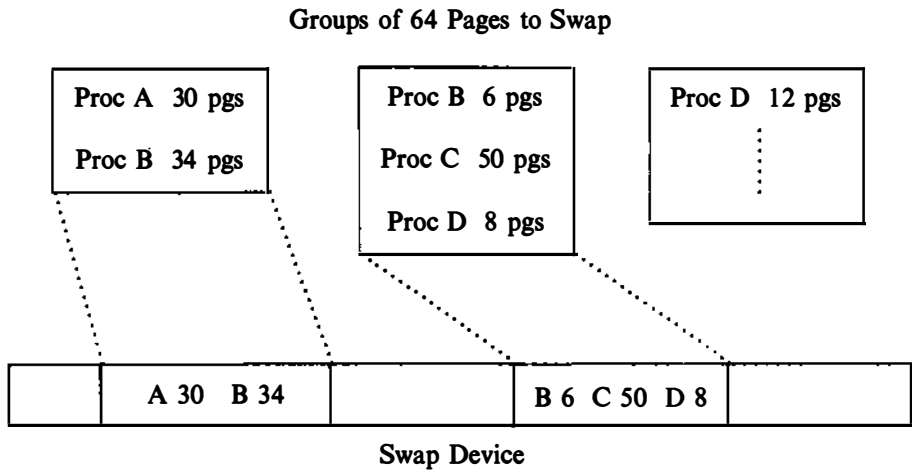 Groups of 64 Pages to Swap
Proc A 30 pgs
Proc B 34 pgs
Proc B 6 pgs
Proc C 50 pgs
Proc D 8 pgs
Proc D 12 pgs
A 30 B 34
B 6 C 50 D 8
Swap Device